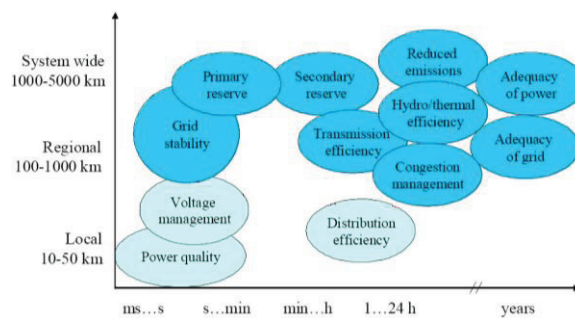 System wide
1000-5000 km
Regional
100-1000 km
Local
10-50 km
Primary
reserve
Secondary
reserve
Reduced
emissions
Adequacy
of power
Hydro/thermal
efficiency
Grid
stability
Transmission
efficiency
Adequacy
of grid
Congestion
management
Voltage
management
Distribution
efficiency
Power quality
ms…s
s…min
min…h
1…24 h
years